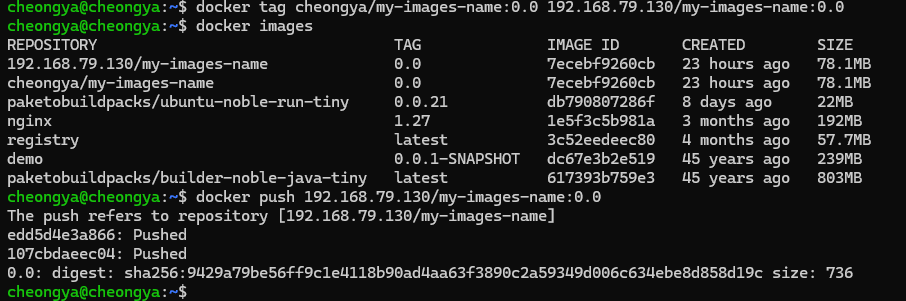 cheongya@cheongya:~$ docker tag cheongya/my-images-name:0.0 192.168.79.130/my-images-name:0.0
cheongya@cheongya:~$ docker images
REPOSITORY TAG IMAGE ID CREATED SIZE
192.168.79.130/my-images-name 0.0 7ecebf9260cb 23 hours ago 78.1MB
cheongya/my-images-name 0.0 7ecebf9260cb 23 hours ago 78.1MB
paketobuildpacks/ubuntu-noble-run-tiny 0.0.21 db790807286f 8 days ago 22MB
nginx 1.27 1e5f3c5b981a 3 months ago 192MB
registry latest 3c52eedeec80 4 months ago 57.7MB
demo 0.0.1-SNAPSHOT dc67e3b2e519 45 years ago 239MB
paketobuildpacks/builder-noble-java-tiny latest 617393b759e3 45 years ago 803MB
cheongya@cheongya:~$ docker push 192.168.79.130/my-images-name:0.0
The push refers to repository [192.168.79.130/my-images-name]
edd5d4e3a866: Pushed
107cbdaeec04: Pushed
0.0: digest: sha256:9429a79be56ff9c1e4118b90ad4aa63f3890c2a59349d006c634ebe8d858d19c size: 736
cheongya@cheongya:~$